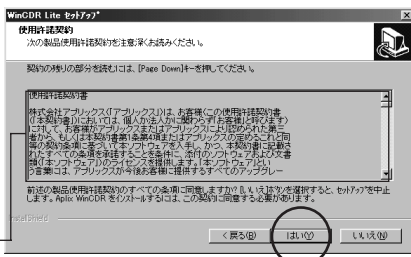 WinCDR Lite ｾｯﾄｱｯﾌﾟ
使用許諾契約
次の製品使用許諾契約を注意深くお読みください。
契約の残りの部分を読むには、[Page Down]キーを押してください。
使用許諾契約書
株式会社アプリックス(「アプリックス」)は、お客様(この使用許諾契約書
(「本契約書」)においては、個人か法人かに関わらず「お客様」と呼びます)
に対して、お客様がアプリックスまたはアプリックスにより認められた第三
者から、もしくは本契約書第1条第4項またはアプリックスの定めるこれと同
等の契約条項に基づいて本ソフトウェアを入手し、かつ、本契約書に記載さ
れたすべての条項を承諾することを条件に、添付のソフトウェアおよび文書
類(「本ソフトウェア」)のライセンスを提供します。「本ソフトウェア」とい
う言葉には、アプリックスが今後お客様に提供するすべてのアップグレー
前述の製品使用許諾契約のすべての条項に同意しますか? [いいえ]ボタンを選択すると、ｾｯﾄｱｯﾌﾟを中止
します。Aplix WinCDR をインストールするには、この契約に同意する必要があります。
InstallShield
< 戻る(B)
はい(Y)
いいえ(N)